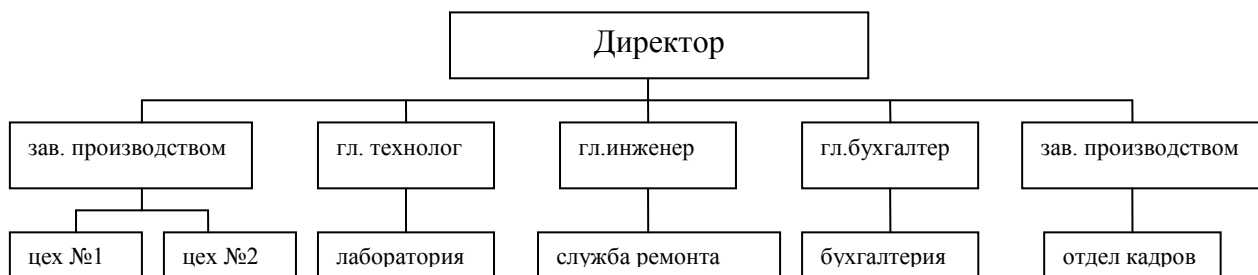 Директор
зав. производством
гл. технолог
гл.инженер
гл.бухгалтер
зав. производством
цех №1
цех №2
лаборатория
служба ремонта
бухгалтерия
отдел кадров